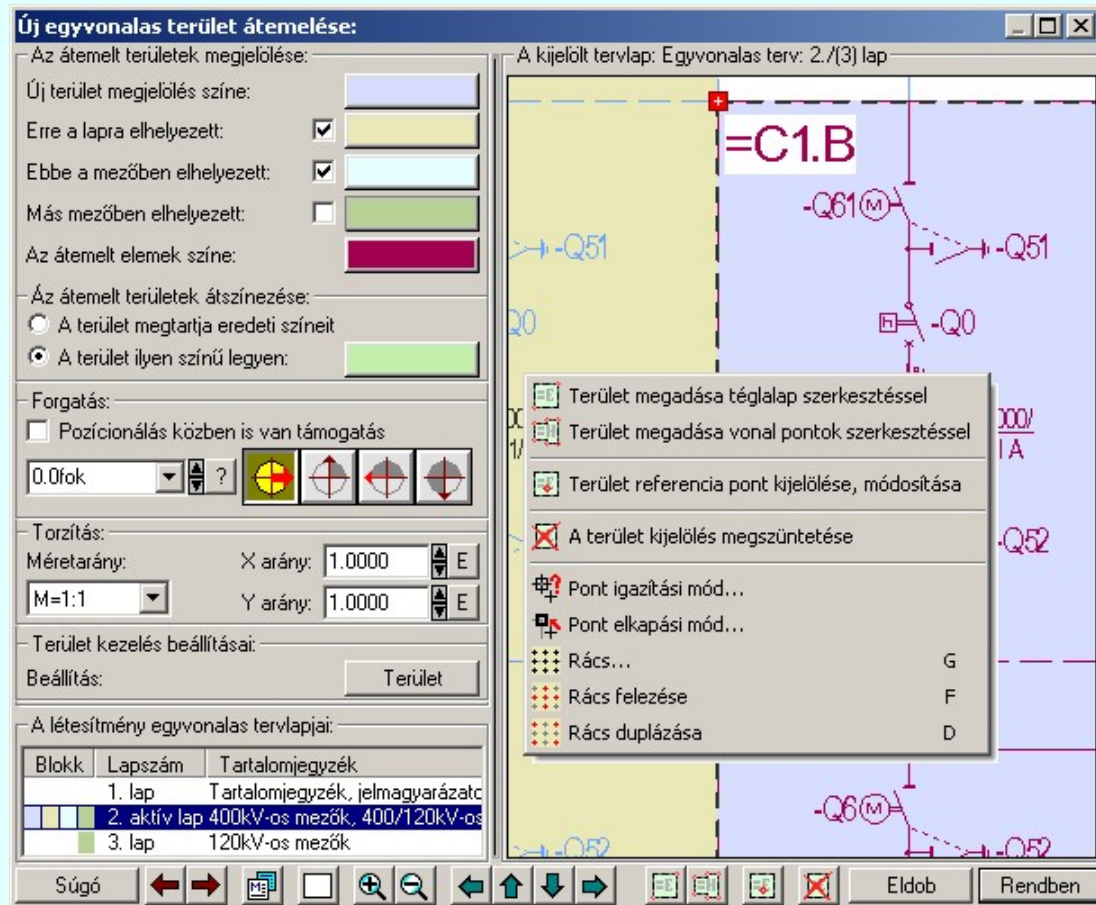 Új egyvonalas terület átemelése:
Az átemelt területek megjelölése:
Új terület megjelölés színe:
Erre a lapra elhelyezett:
Ebbe a mezőben elhelyezett:
Más mezőben elhelyezett:
Az átemelt elemek színe:
Áz átemelt területek átszínezése:
A terület megtartja eredeti színeit
A terület ilyen színű legyen:
Forgatás:
Pozícionálás közben is van támogatás
0.0fok
?
Torzítás:
Méretarány:
X arány: 1.0000 E
M=1:1
Y arány: 1.0000 E
Terület kezelés beállításai:
Beállítás:
Terület
A létesítmény egyvonalas tervlapjai:
Blokk Lapszám Tartalomjegyzék
1. lap Tartalomjegyzék, jelmagyarázato
2. aktív lap 400kV-os mezők, 400/120kV-os
3. lap 120kV-os mezők
A kijelölt tervlap: Egyvonalas terv: 2./(3) lap
=C1.B
-Q61 M
-Q51
-Q51
Q0
h
-Q0
000/
1 A
-Q52
Terület megadása téglalap szerkesztéssel
Terület megadása vonal pontok szerkesztéssel
Terület referencia pont kijelölése, módosítása
A terület kijelölés megszüntetése
Pont igazítási mód...
Pont elkapási mód...
Rács... G
Rács felezése F
Rács duplázása D
-Q6 M
-Q52
-Q52
Súgó
Eldob
Rendben